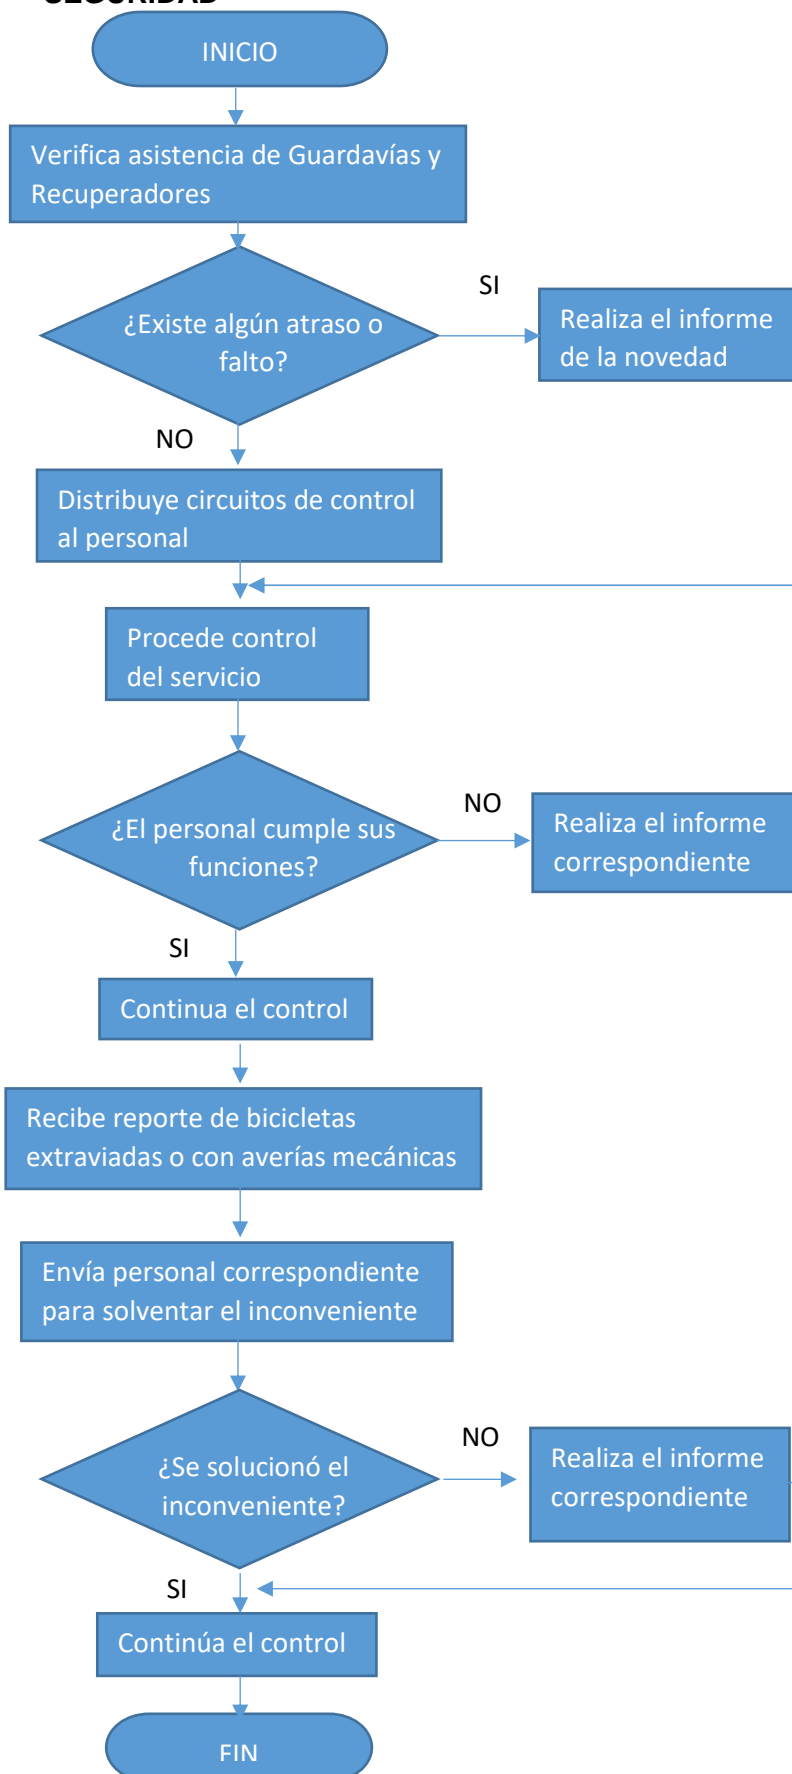 SEGURIDAD
INICIO
Verifica asistencia de Guardavías y
Recuperadores
SI
¿Existe algún atraso o
falto?
Realiza el informe
de la novedad
NO
Distribuye circuitos de control
al personal
Procede control
del servicio
NO
¿El personal cumple sus
funciones?
Realiza el informe
correspondiente
SI
Continua el control
Recibe reporte de bicicletas
extraviadas o con averías mecánicas
Envía personal correspondiente
para solventar el inconveniente
NO
¿Se solucionó el
inconveniente?
Realiza el informe
correspondiente
SI
Continúa el control
FIN